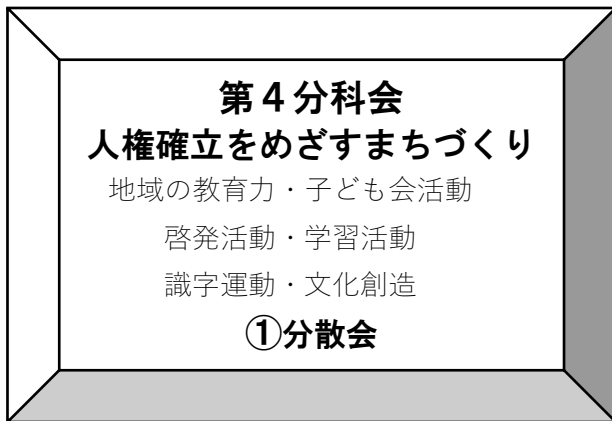 第４分科会
人権確立をめざすまちづくり
地域の教育力・子ども会活動
啓発活動・学習活動
識字運動・文化創造
①分散会